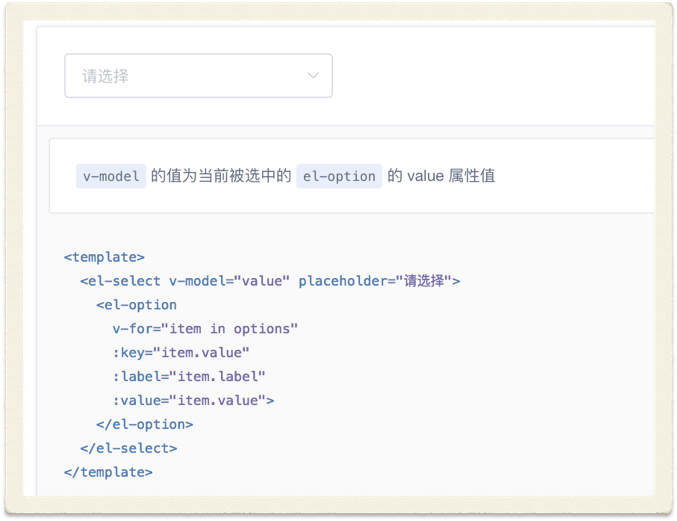 请选择
v-model 的值为当前被选中的 el-option 的 value 属性值
<template>
  <el-select v-model="value" placeholder="请选择">
    <el-option
      v-for="item in options"
      :key="item.value"
      :label="item.label"
      :value="item.value">
    </el-option>
  </el-select>
</template>